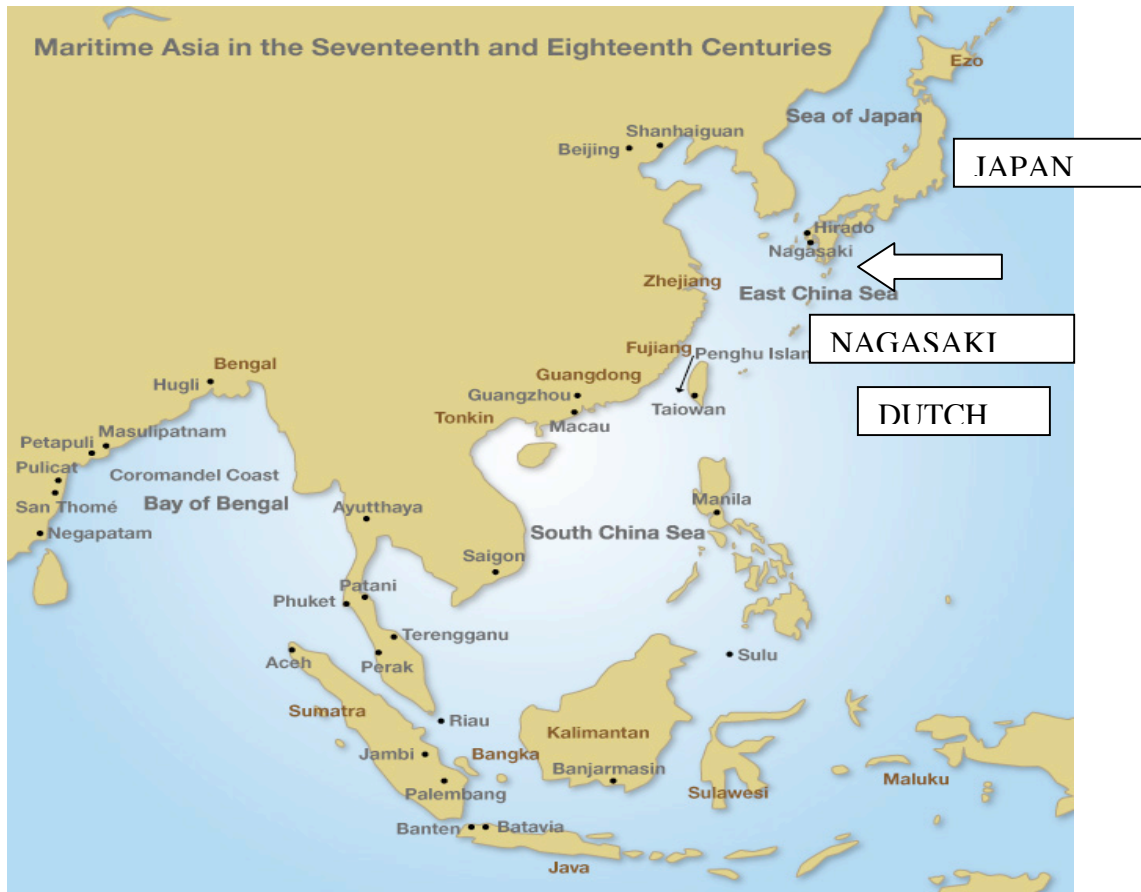 Maritime Asia in the Seventeenth and Eighteenth Centuries
Ezo
Sea of Japan
Shanhaiguan
Beijing
JAPAN
Hirado
Nagasaki
Zhejiang
East China Sea
NAGASAKI
Fujiang
Penghu Islan
Bengal
Hugli
Guangdong
Guangzhou
Taiowan
DUTCH
Tonkin
Macau
Masulipatnam
Petapuli
Pulicat
Coromandel Coast
San Thomé
Bay of Bengal
Negapatam
Ayutthaya
Manila
South China Sea
Saigon
Patani
Phuket
Terengganu
Aceh
Perak
Sulu
Sumatra
Riau
Kalimantan
Jambi
Bangka
Banjarmasin
Maluku
Palembang
Sulawesi
Banten
Batavia
Java